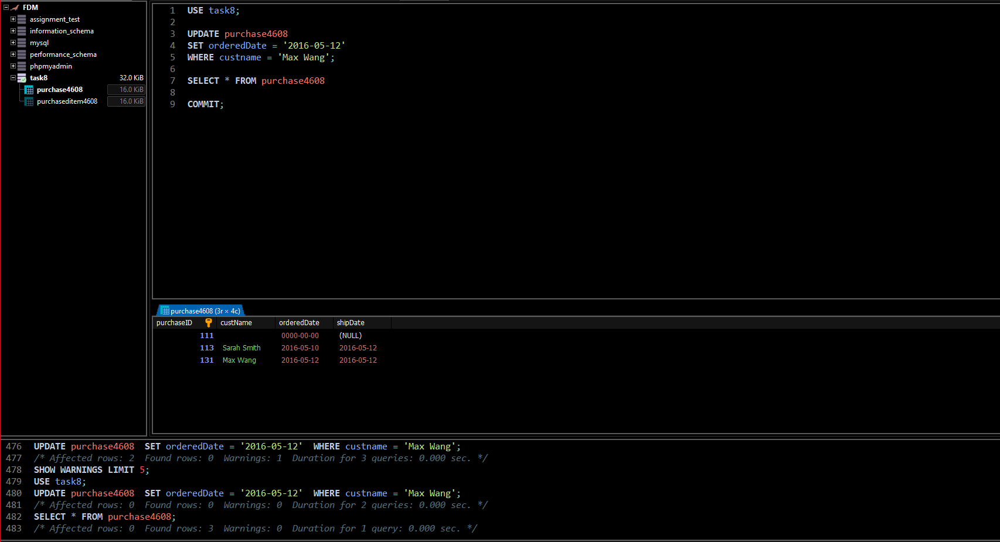 FDM
assignment_test
information_schema
mysql
performance_schema
phpmyadmin
task8 32.0 KiB
purchase4608 16.0 KiB
purchaseditem4608 16.0 KiB
1 USE task8;
2
3 UPDATE purchase4608
4 SET orderedDate = '2016-05-12'
5 WHERE custname = 'Max Wang';
6
7 SELECT * FROM purchase4608
8
9 COMMIT;
purchase4608 (3r × 4c)
purchaseID custName orderedDate shipDate
111 0000-00-00 (NULL)
113 Sarah Smith 2016-05-10 2016-05-12
131 Max Wang 2016-05-12 2016-05-12
476 UPDATE purchase4608  SET orderedDate = '2016-05-12'  WHERE custname = 'Max Wang';
477 /* Affected rows: 2  Found rows: 0  Warnings: 1  Duration for 3 queries: 0.000 sec. */
478 SHOW WARNINGS LIMIT 5;
479 USE task8;
480 UPDATE purchase4608  SET orderedDate = '2016-05-12'  WHERE custname = 'Max Wang';
481 /* Affected rows: 0  Found rows: 0  Warnings: 0  Duration for 2 queries: 0.000 sec. */
482 SELECT * FROM purchase4608;
483 /* Affected rows: 0  Found rows: 3  Warnings: 0  Duration for 1 query: 0.000 sec. */